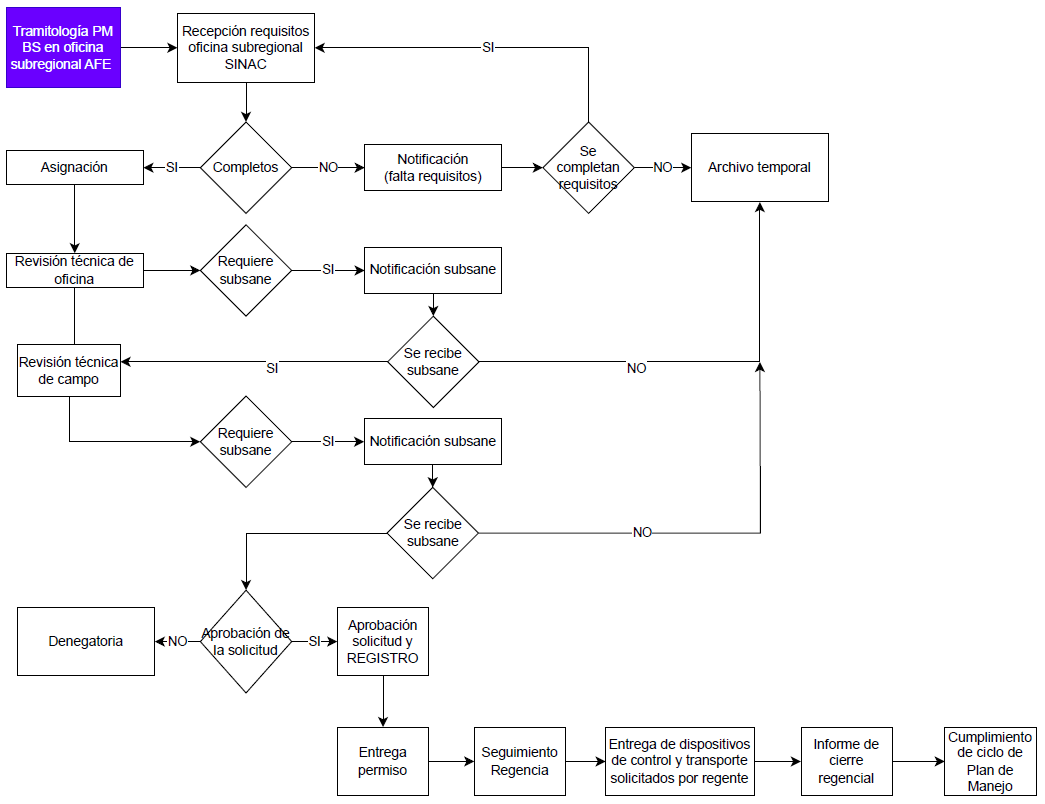 Tramitología PM
BS en oficina
subregional AFE
Recepción requisitos
oficina subregional
SINAC
SI
Asignación
SI
Completos
NO
Notificación
(falta requisitos)
Se
completan
requisitos
NO
Archivo temporal
Revisión técnica de
oficina
Requiere
subsane
SI
Notificación subsane
Revisión técnica
de campo
SI
Se recibe
subsane
NO
Requiere
subsane
SI
Notificación subsane
Se recibe
subsane
NO
Denegatoria
NO
Aprobación de
la solicitud
SI
Aprobación
solicitud y
REGISTRO
Entrega
permiso
Seguimiento
Regencia
Entrega de dispositivos
de control y transporte
solicitados por regente
Informe de
cierre
regencial
Cumplimiento
de ciclo de
Plan de
Manejo